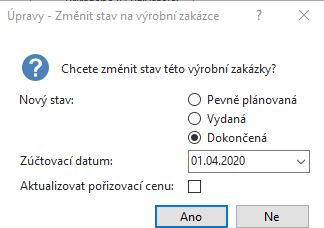 Úpravy - Změnit stav na výrobní zakázce
Chcete změnit stav této výrobní zakázky?
Nový stav:
Pevně plánovaná
Vydaná
Dokončená
Zúčtovací datum:
01.04.2020
Aktualizovat pořizovací cenu:
Ano
Ne